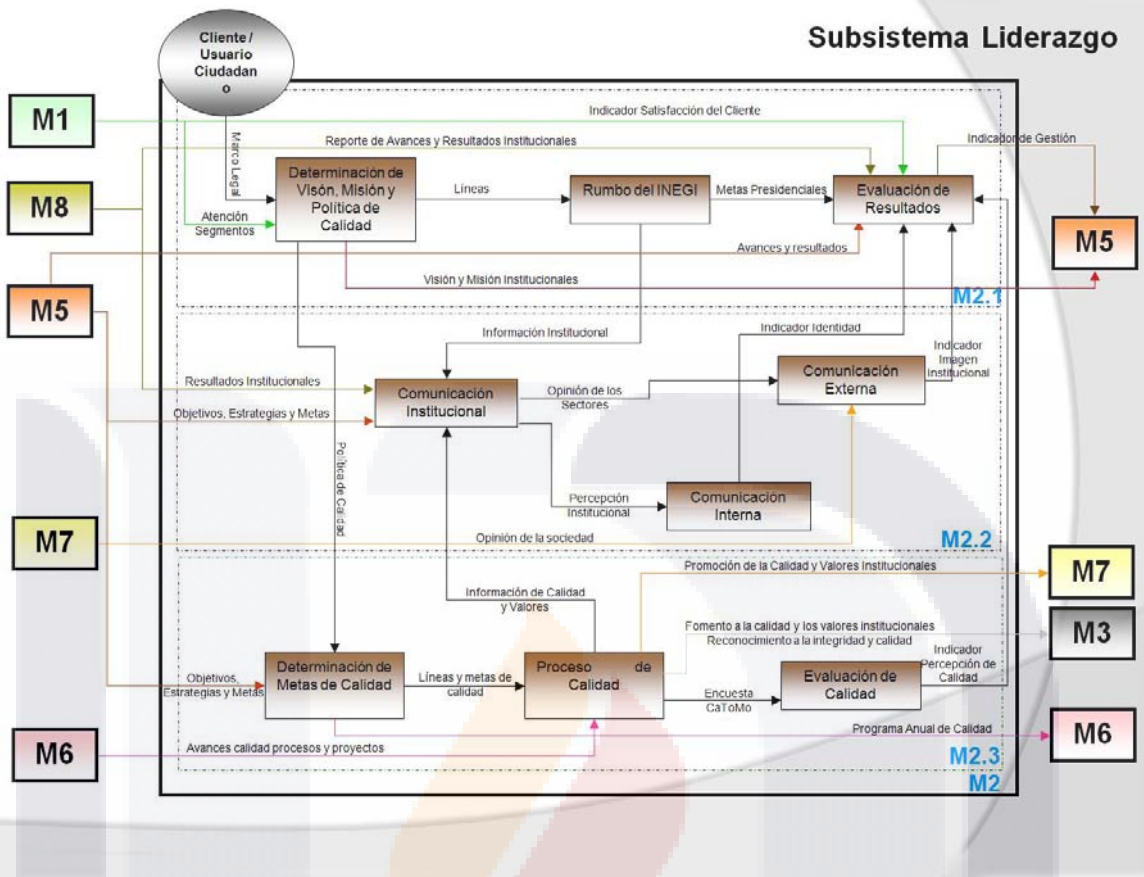 Subsistema Liderazgo
Cliente /
Usuario
Ciudadan
o
M1
Indicador Satisfacción del Cliente
Reporte de Avances y Resultados Institucionales
Indicador de Gestión
Marco Legal
M8
Determinación de
Visón, Misión y
Política de
Calidad
Líneas
Rumbo del INEGI
Metas Presidenciales
Evaluación de
Resultados
Atención
Segmentos
M5
Avances y resultados
M5
Visión y Misión Institucionales
M2.1
Información Institucional
Indicador Identidad
Indicador
Imagen
Institucional
Resultados Institucionales
Comunicación
Institucional
Opinión de los
Sectores
Comunicación
Externa
Objetivos, Estrategias y Metas
Política de Calidad
Percepción
Institucional
Comunicación
Interna
M7
Opinión de la sociedad
M2.2
Promoción de la Calidad y Valores Institucionales
M7
Información de Calidad
y Valores
Fomento a la calidad y los valores institucionales
Reconocimiento a la integridad y calidad
M3
Objetivos,
Estrategias y Metas
Determinación de
Metas de Calidad
Líneas y metas de
calidad
Proceso de
Calidad
Encuesta
CaToMo
Evaluación de
Calidad
Indicador
Percepción de
Calidad
Programa Anual de Calidad
M6
M6
Avances calidad procesos y proyectos
M2.3
M2